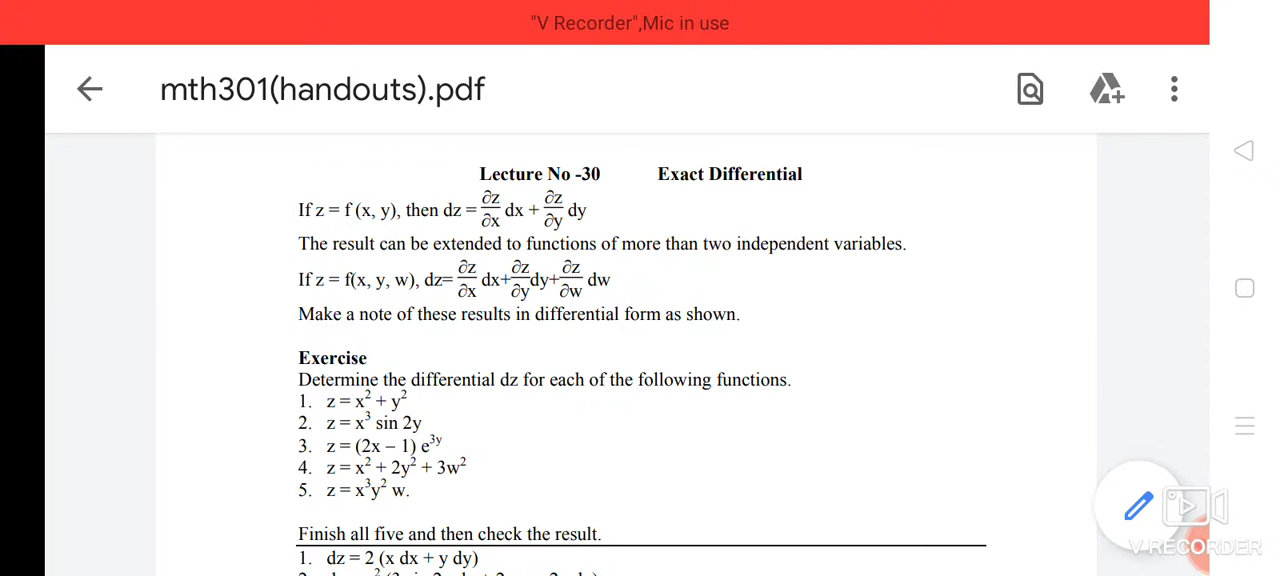 "V Recorder",Mic in use
mth301(handouts).pdf
Lecture No -30 Exact Differential
If z = f (x, y), then dz = ∂z/∂x dx + ∂z/∂y dy
The result can be extended to functions of more than two independent variables.
If z = f(x, y, w), dz= ∂z/∂x dx+ ∂z/∂y dy+ ∂z/∂w dw
Make a note of these results in differential form as shown.
Exercise
Determine the differential dz for each of the following functions.
1. z = x² + y²
2. z = x³ sin 2y
3. z = (2x – 1) e³ʸ
4. z = x² + 2y² + 3w²
5. z = x³y² w.
Finish all five and then check the result.
1. dz = 2 (x dx + y dy)
V RECORDER